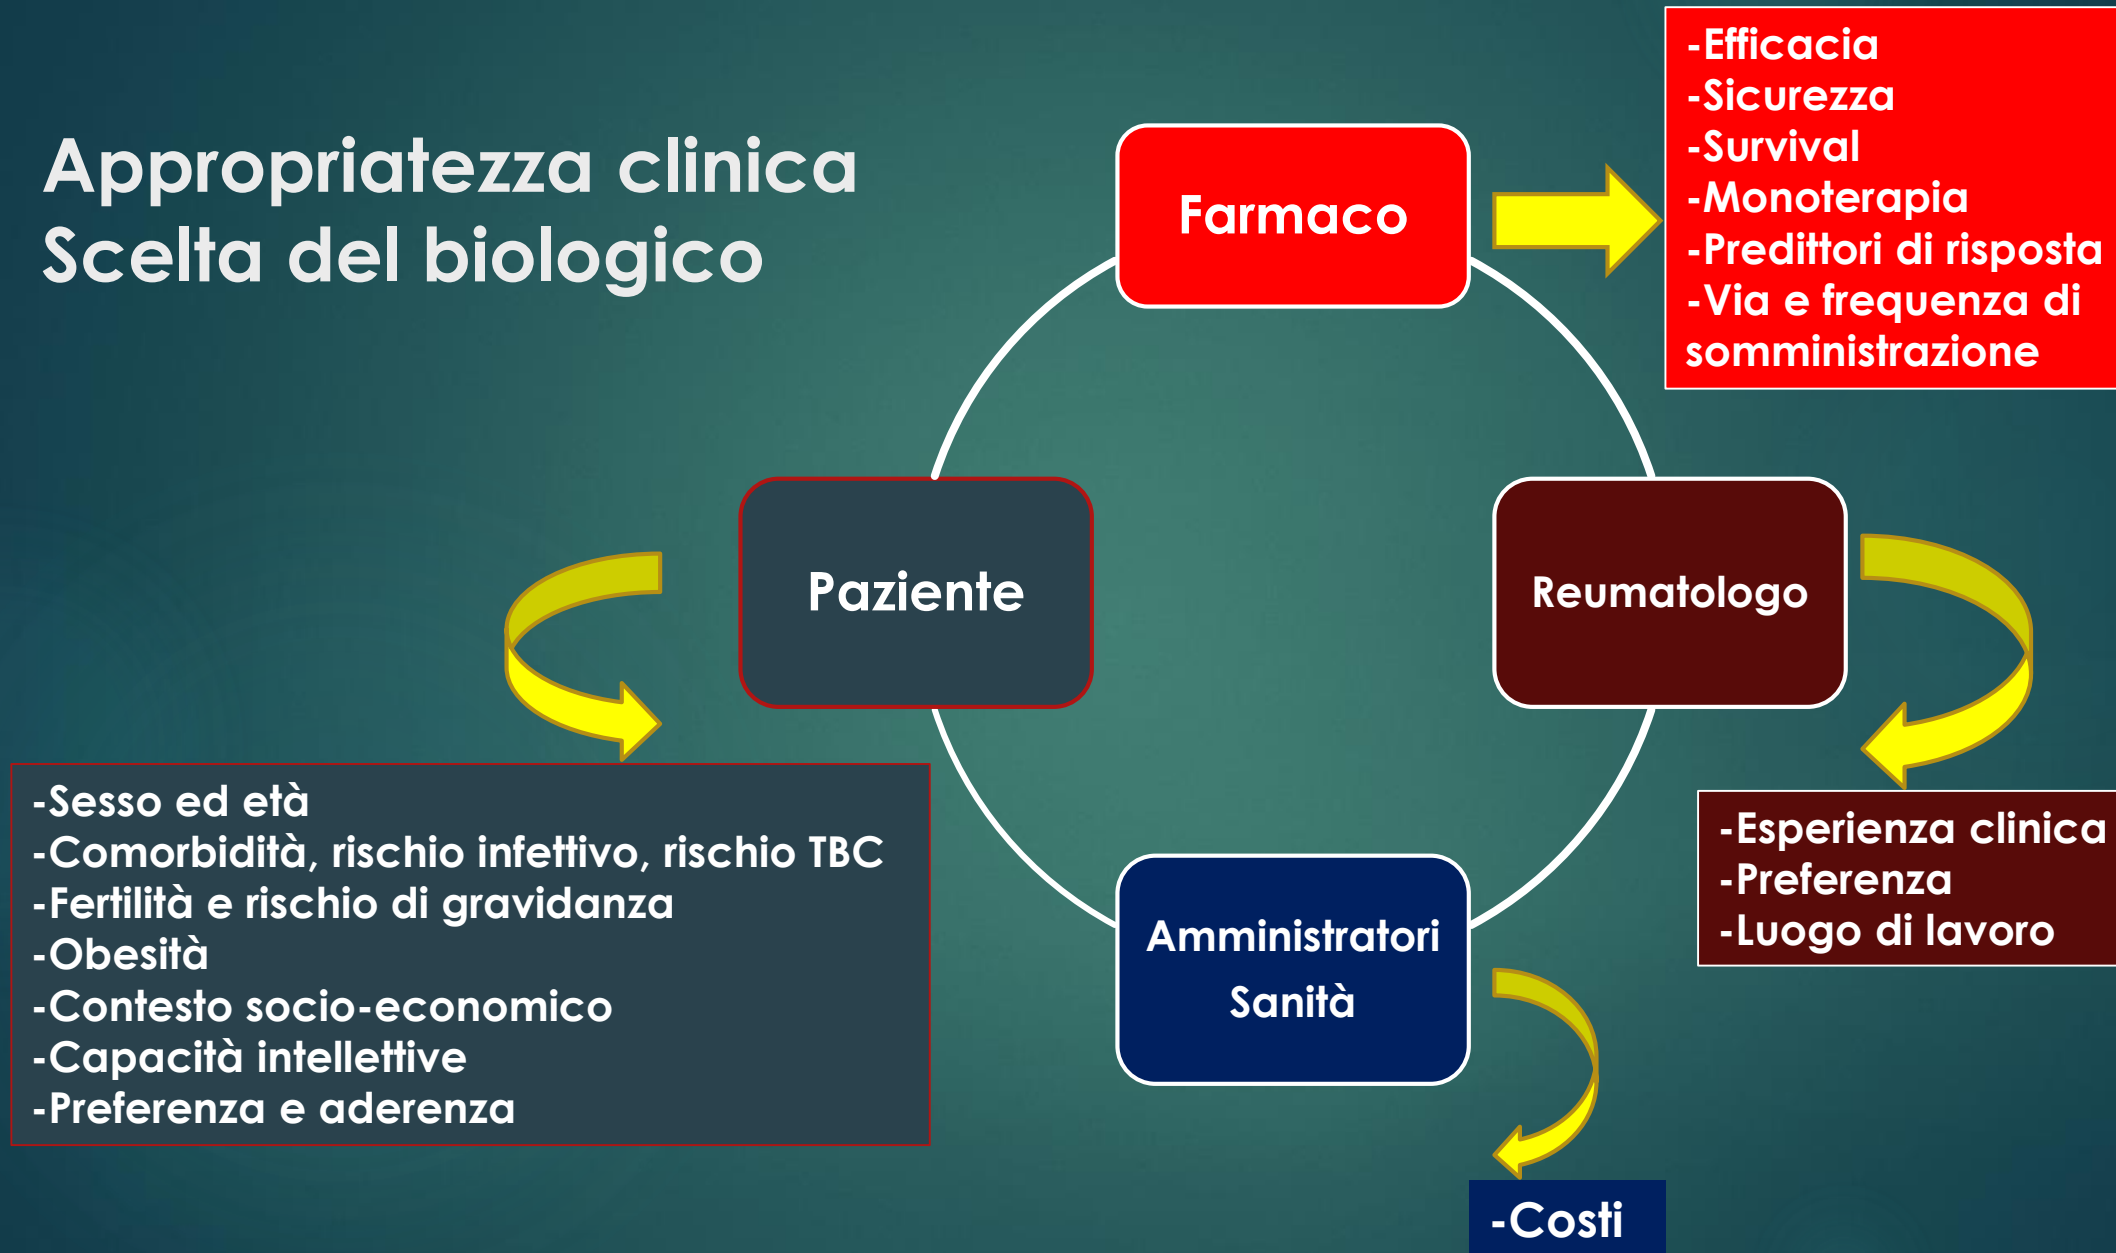 Appropriatezza clinica
Scelta del biologico
Farmaco
-Efficacia
-Sicurezza
-Survival
-Monoterapia
-Predittori di risposta
-Via e frequenza di
somministrazione
Paziente
Reumatologo
-Sesso ed età
-Comorbidità, rischio infettivo, rischio TBC
-Fertilità e rischio di gravidanza
-Obesità
-Contesto socio-economico
-Capacità intellettive
-Preferenza e aderenza
-Esperienza clinica
-Preferenza
-Luogo di lavoro
Amministratori
Sanità
-Costi